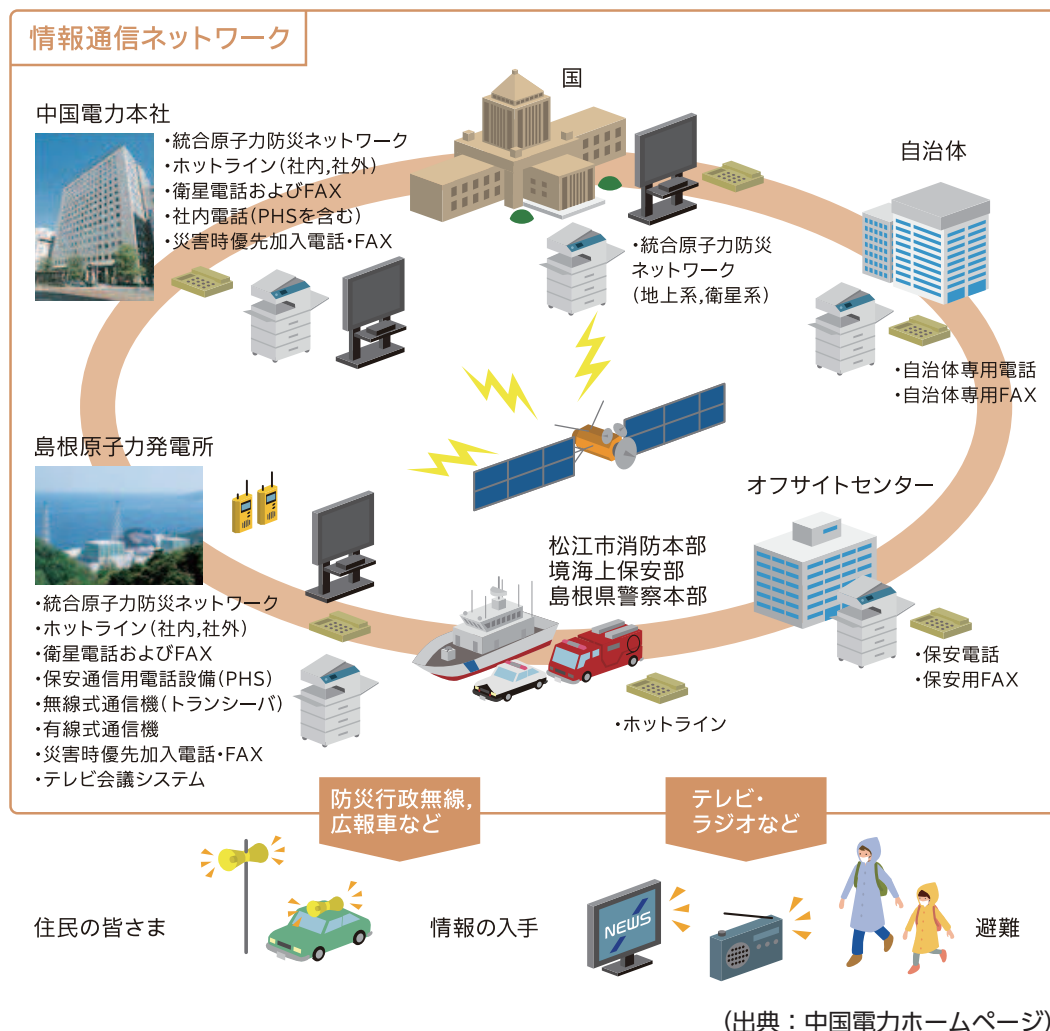 情報通信ネットワーク
国
中国電力本社
・統合原子力防災ネットワーク
・ホットライン(社内,社外)
・衛星電話およびFAX
・社内電話(PHSを含む)
・災害時優先加入電話・FAX
・統合原子力防災
ネットワーク
(地上系,衛星系)
自治体
・自治体専用電話
・自治体専用FAX
島根原子力発電所
・統合原子力防災ネットワーク
・ホットライン(社内,社外)
・衛星電話およびFAX
・保安通信用電話設備(PHS)
・無線式通信機(トランシーバ)
・有線式通信機
・災害時優先加入電話・FAX
・テレビ会議システム
松江市消防本部
境海上保安部
島根県警察本部
・ホットライン
オフサイトセンター
・保安電話
・保安用FAX
防災行政無線,
広報車など
テレビ・
ラジオなど
住民の皆さま
情報の入手
NEWS
避難
(出典:中国電力ホームページ)